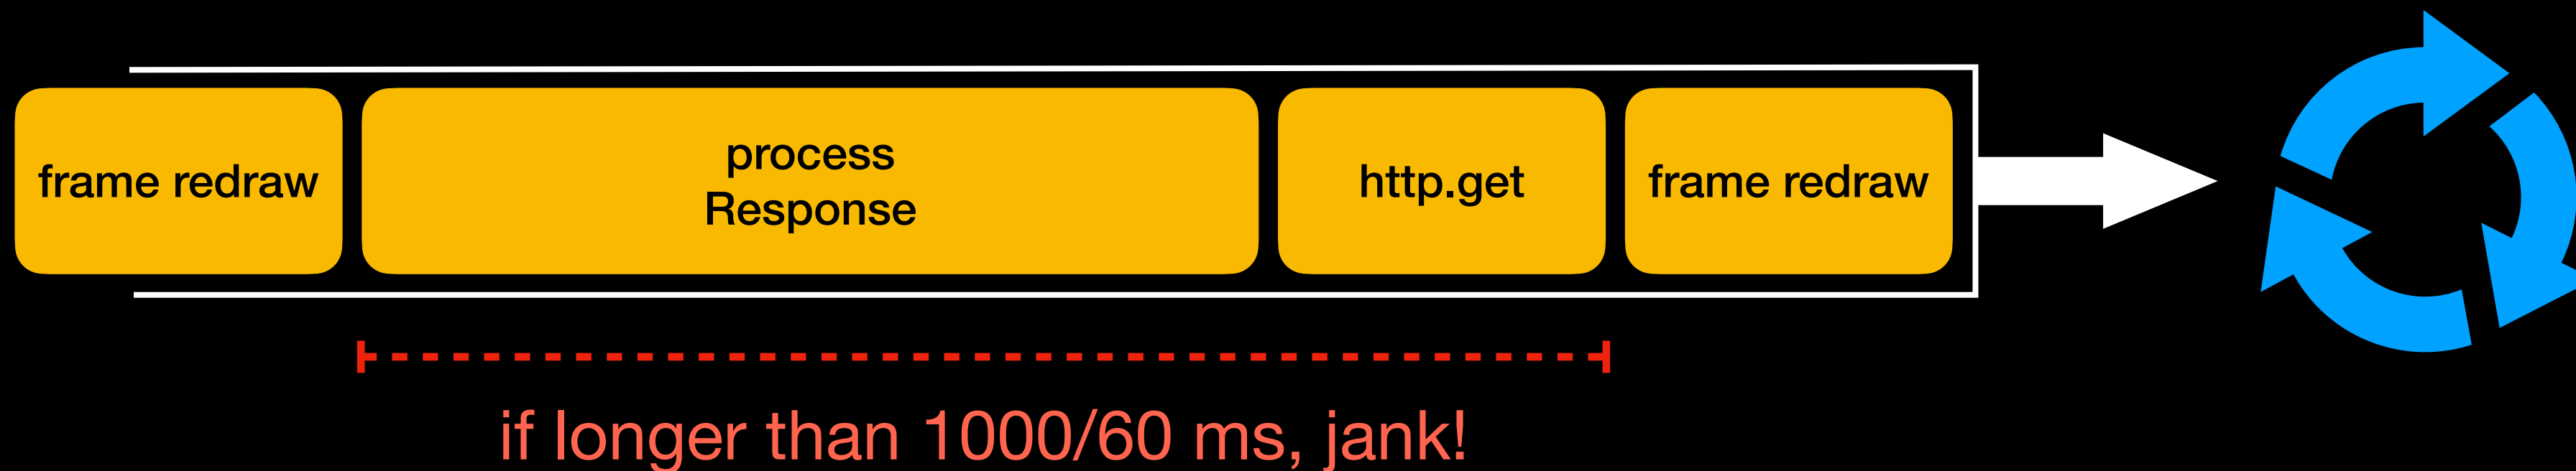 frame redraw
process
Response
http.get
frame redraw
if longer than 1000/60 ms, jank!